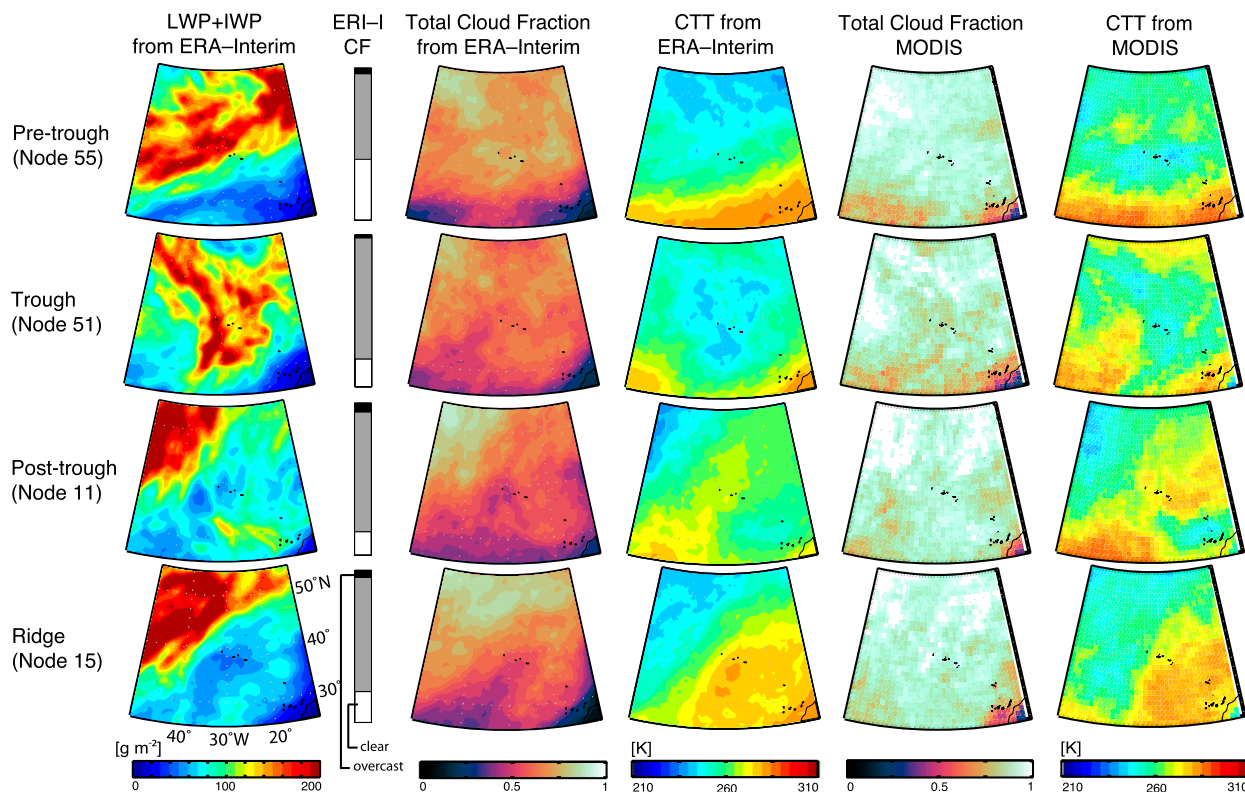 LWP+IWP
from ERA–Interim
ERI–I
CF
Total Cloud Fraction
from ERA–Interim
CTT from
ERA–Interim
Total Cloud Fraction
MODIS
CTT from
MODIS
Pre-trough
(Node 55)
Trough
(Node 51)
Post-trough
(Node 11)
Ridge
(Node 15)
50°N
40°
30°
40° 30°W 20°
clear
overcast
[g m-2]
0 100 200
0 0.5 1
[K]
210 260 310
0 0.5 1
[K]
210 260 310